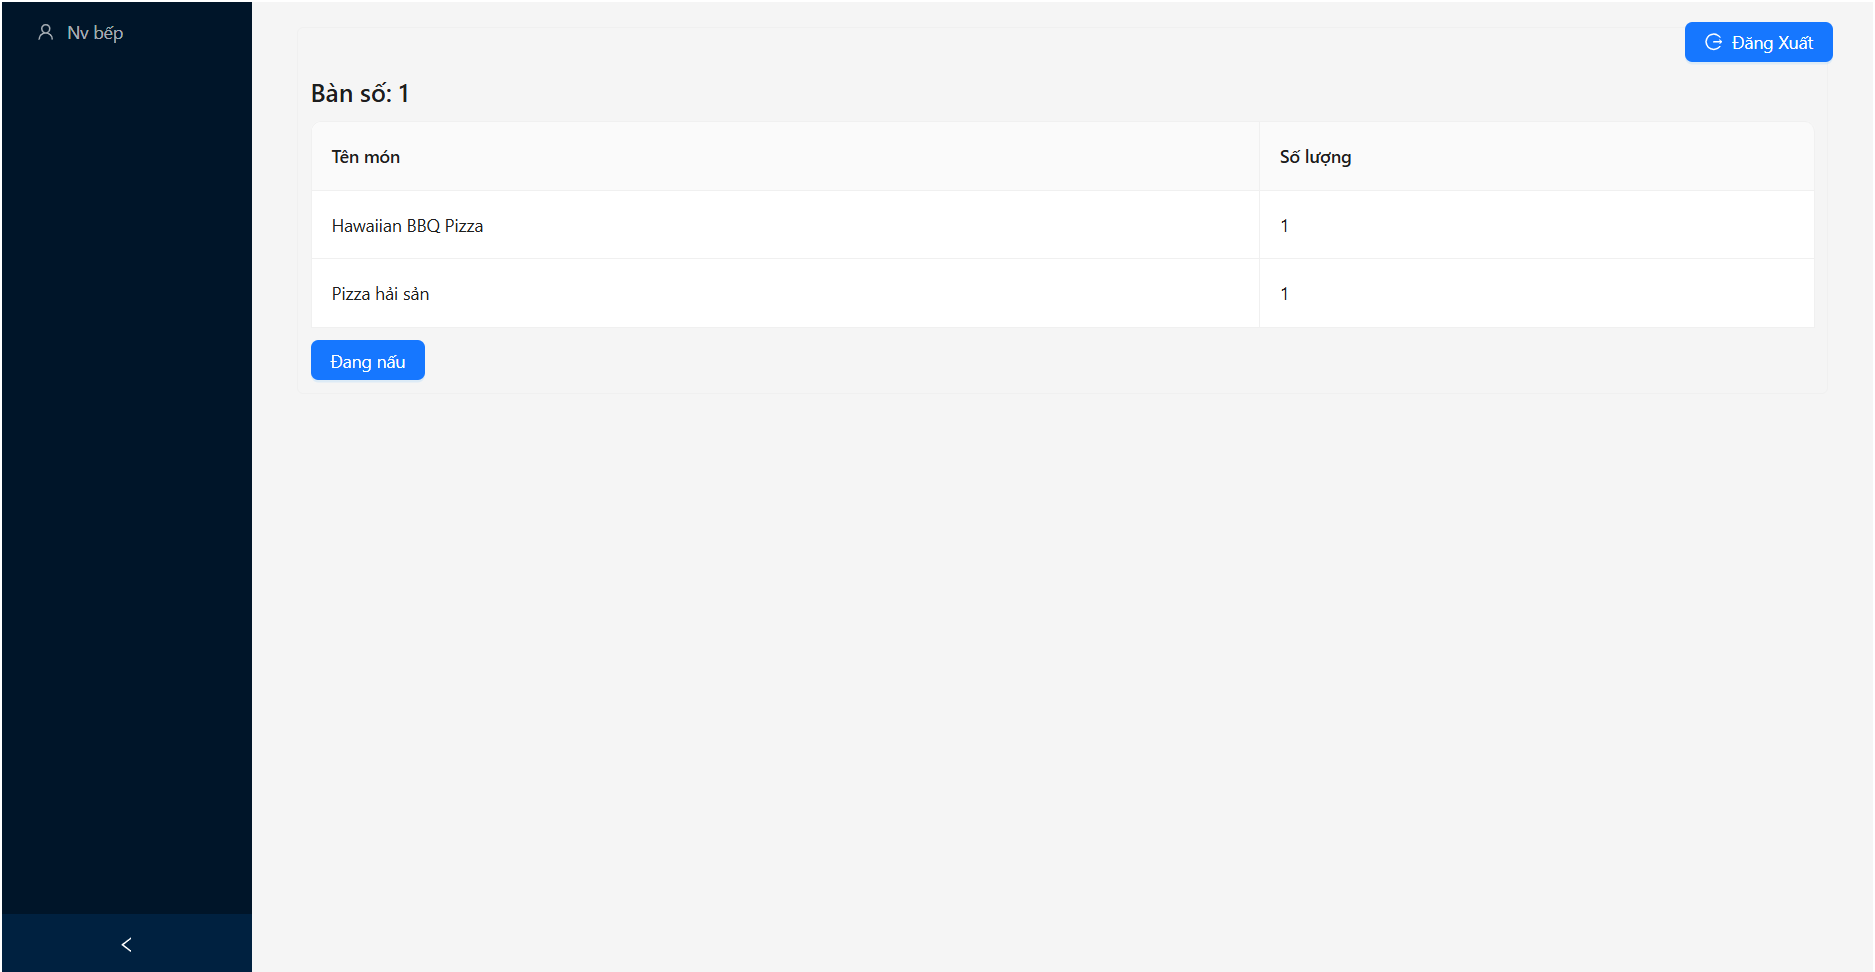 Nv bếp
Đăng Xuất
Bàn số: 1
Tên món Số lượng
Hawaiian BBQ Pizza 1
Pizza hải sản 1
Đang nấu